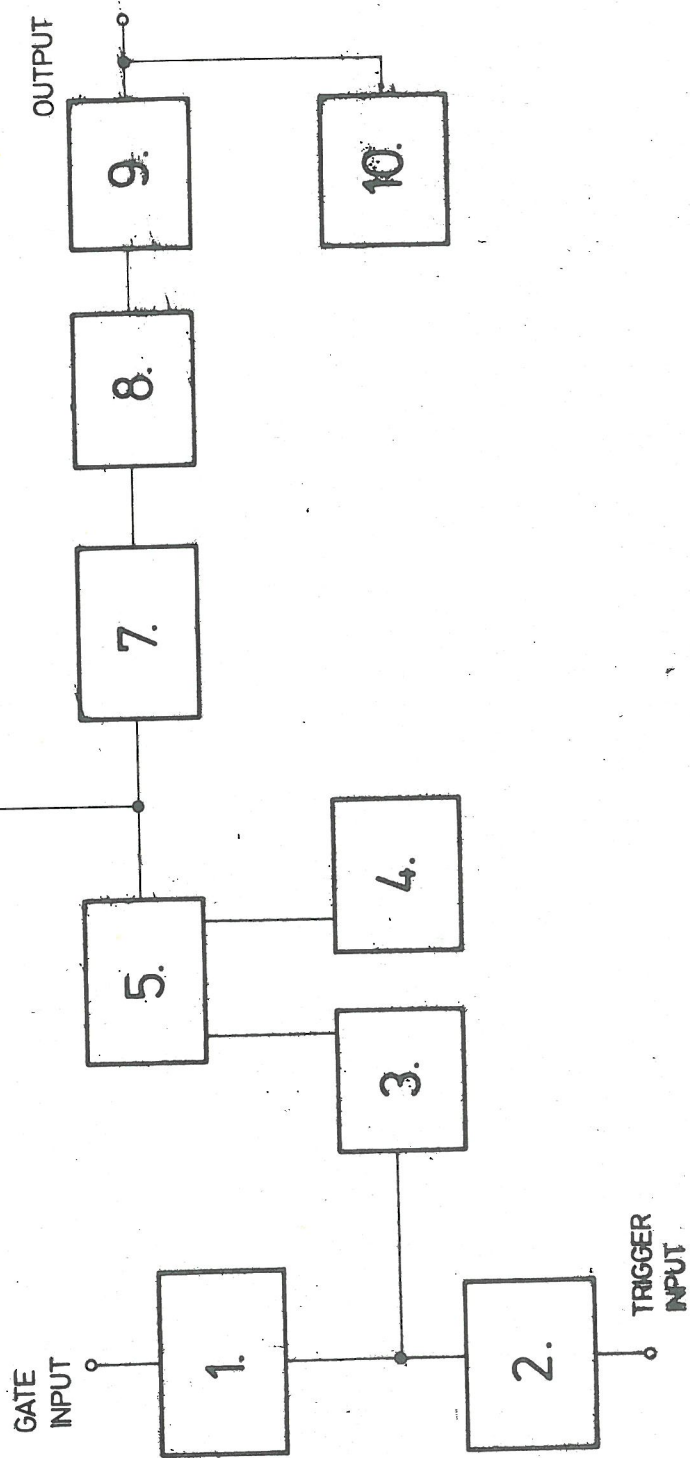 GATE
INPUT
1.
2.
TRIGGER
INPUT
3.
4.
5.
7.
8.
9.
10.
OUTPUT